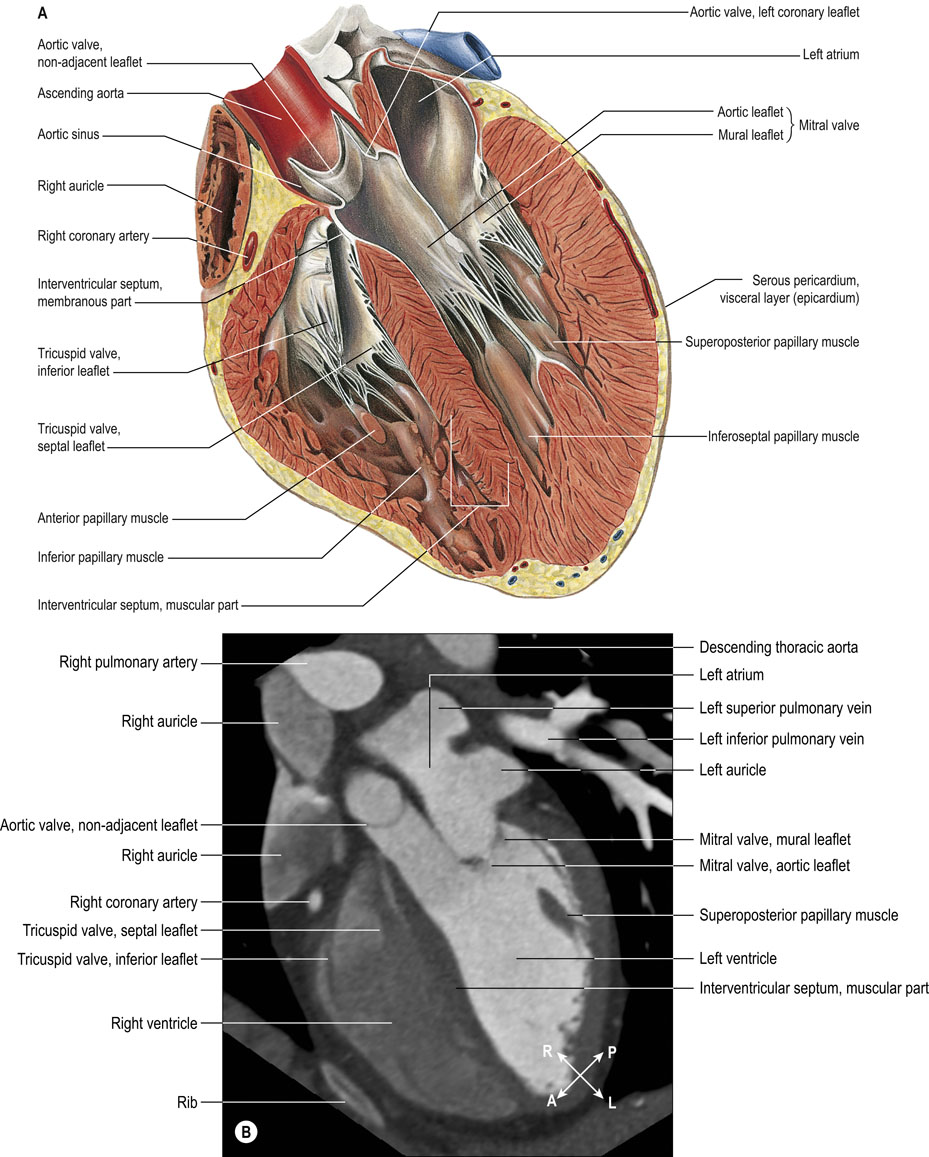 A
Aortic valve,
non-adjacent leaflet
Ascending aorta
Aortic sinus
Right auricle
Right coronary artery
Interventricular septum,
membranous part
Tricuspid valve,
inferior leaflet
Tricuspid valve,
septal leaflet
Anterior papillary muscle
Inferior papillary muscle
Interventricular septum, muscular part
Aortic valve, left coronary leaflet
Left atrium
Aortic leaflet
Mural leaflet
Mitral valve
Serous pericardium,
visceral layer (epicardium)
Superoposterior papillary muscle
Inferoseptal papillary muscle
Right pulmonary artery
Right auricle
Aortic valve, non-adjacent leaflet
Right auricle
Right coronary artery
Tricuspid valve, septal leaflet
Tricuspid valve, inferior leaflet
Right ventricle
Rib
Descending thoracic aorta
Left atrium
Left superior pulmonary vein
Left inferior pulmonary vein
Left auricle
Mitral valve, mural leaflet
Mitral valve, aortic leaflet
Superoposterior papillary muscle
Left ventricle
Interventricular septum, muscular part
R P
A L
B